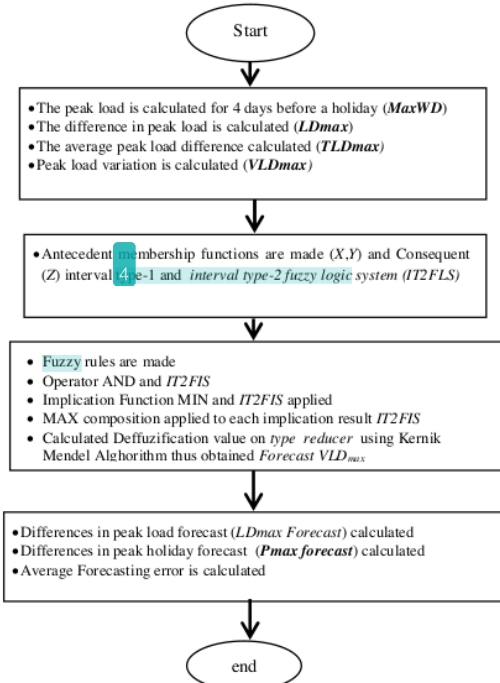 Start
•The peak load is calculated for 4 days before a holiday (MaxWD)
•The difference in peak load is calculated (LDmax)
•The average peak load difference calculated (TLDmax)
•Peak load variation is calculated (VLDmax)
•Antecedent membership functions are made (X,Y) and Consequent
(Z) interval type-1 and interval type-2 fuzzy logic system (IT2FLS)
4
• Fuzzy rules are made
• Operator AND and IT2FIS
• Implication Function MIN and IT2FIS applied
• MAX composition applied to each implication result IT2FIS
• Calculated Deffuzification value on type reducer using Kernik
Mendel Alghorithm thus obtained Forecast VLDmax
•Differences in peak load forecast (LDmax Forecast) calculated
•Differences in peak holiday forecast (Pmax forecast) calculated
•Average Forecasting error is calculated
end